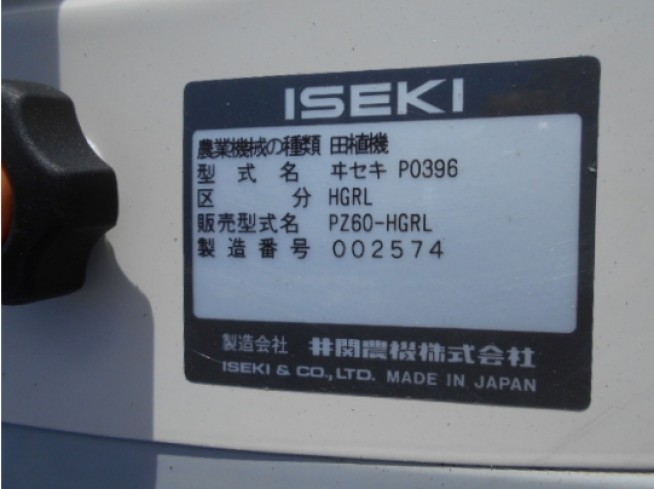 ISEKI
農業機械の種類 田植機
型式名 ヰセキ P0396
区分 HGRL
販売型式名 PZ60-HGRL
製造番号 002574
製造会社 井関農機株式会社
ISEKI & CO., LTD. MADE IN JAPAN